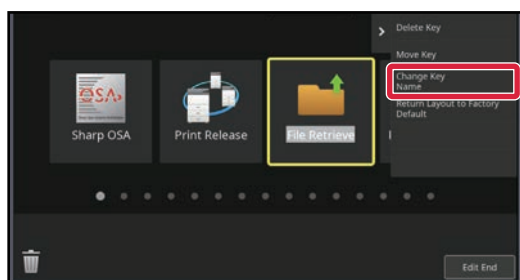 Delete Key
Move Key
Change Key
Name
Return Layout to Factory
Default
SSA
Sharp OSA
Print Release
File Retrieve
Edit End